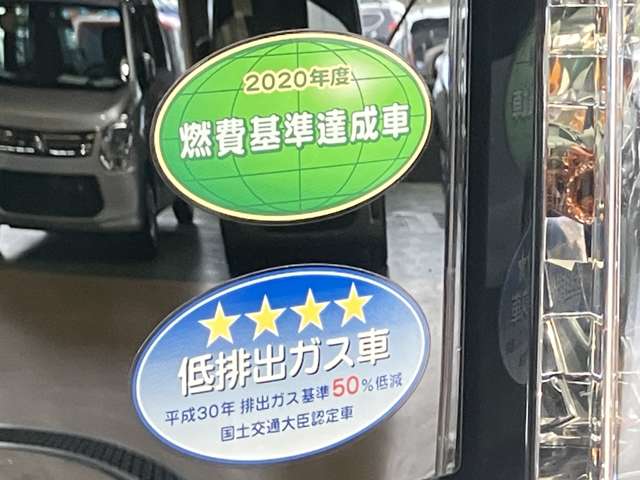 2020年度
燃費基準達成車
★★★★
低排出ガス車
平成30年 排出ガス基準50%低減
国土交通大臣認定車